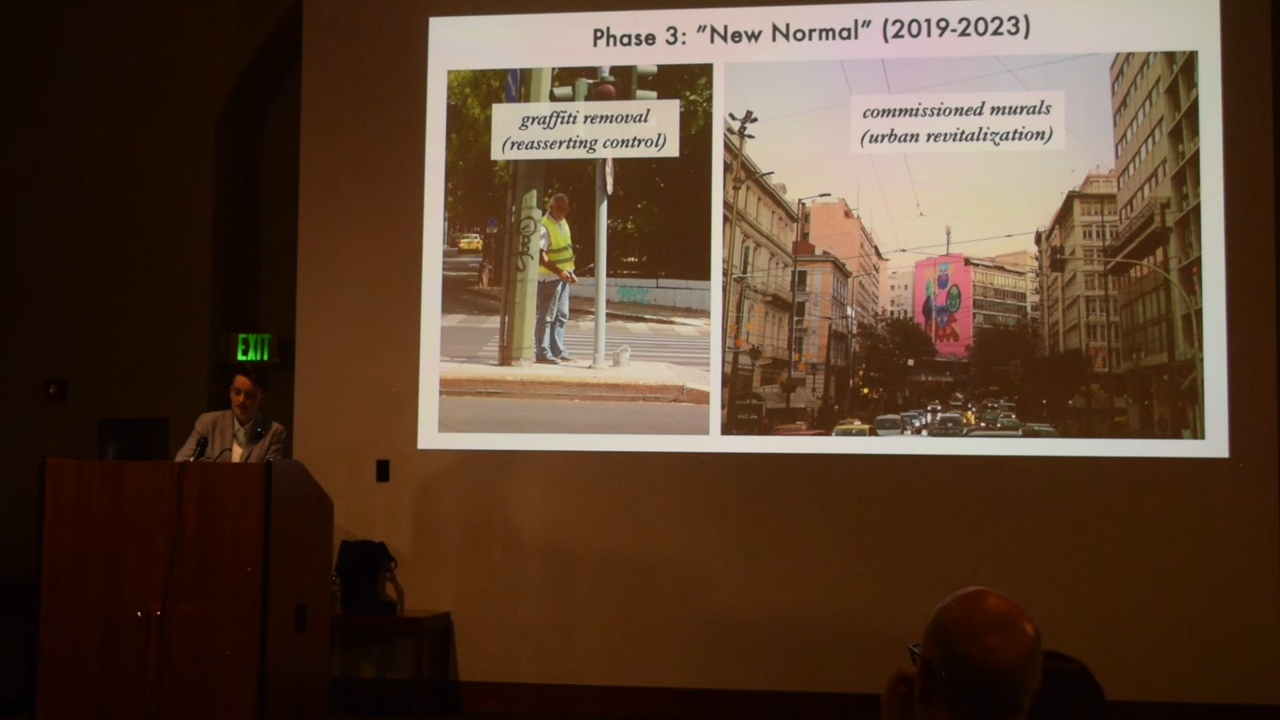 Phase 3: ”New Normal” (2019-2023)
graffiti removal
(reasserting control)
commissioned murals
(urban revitalization)
EXIT